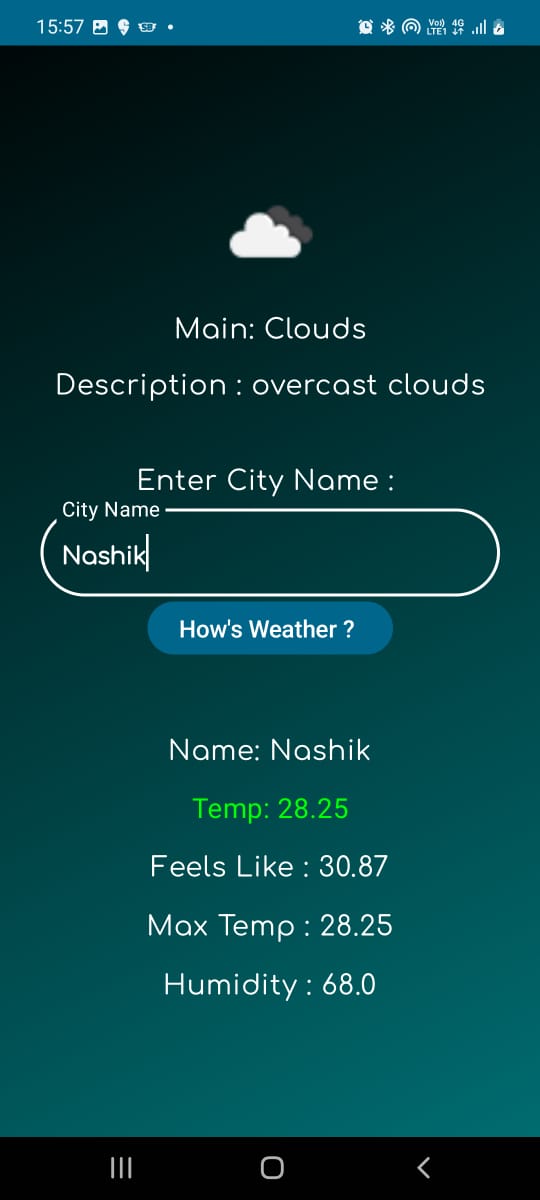 15:57 Vo)) LTE1 4G
Main: Clouds
Description : overcast clouds
Enter City Name :
City Name
Nashik
How's Weather ?
Name: Nashik
Temp: 28.25
Feels Like : 30.87
Max Temp : 28.25
Humidity : 68.0